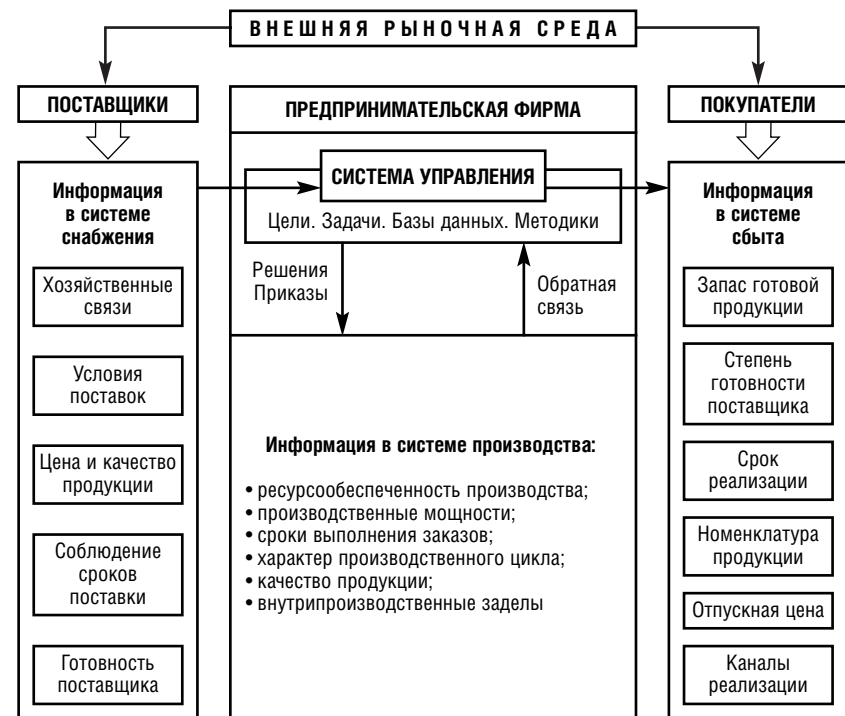 ВНЕШНЯЯ РЫНОЧНАЯ СРЕДА
ПОСТАВЩИКИ
Информация
в системе
снабжения
Хозяйственные
связи
Условия
поставок
Цена и качество
продукции
Соблюдение
сроков
поставки
Готовность
поставщика
ПРЕДПРИНИМАТЕЛЬСКАЯ ФИРМА
СИСТЕМА УПРАВЛЕНИЯ
Цели. Задачи. Базы данных. Методики
Решения
Приказы
Обратная
связь
Информация в системе производства:
• ресурсообеспеченность производства;
• производственные мощности;
• сроки выполнения заказов;
• характер производственного цикла;
• качество продукции;
• внутрипроизводственные заделы
ПОКУПАТЕЛИ
Информация
в системе
сбыта
Запас готовой
продукции
Степень
готовности
поставщика
Срок
реализации
Номенклатура
продукции
Отпускная цена
Каналы
реализации